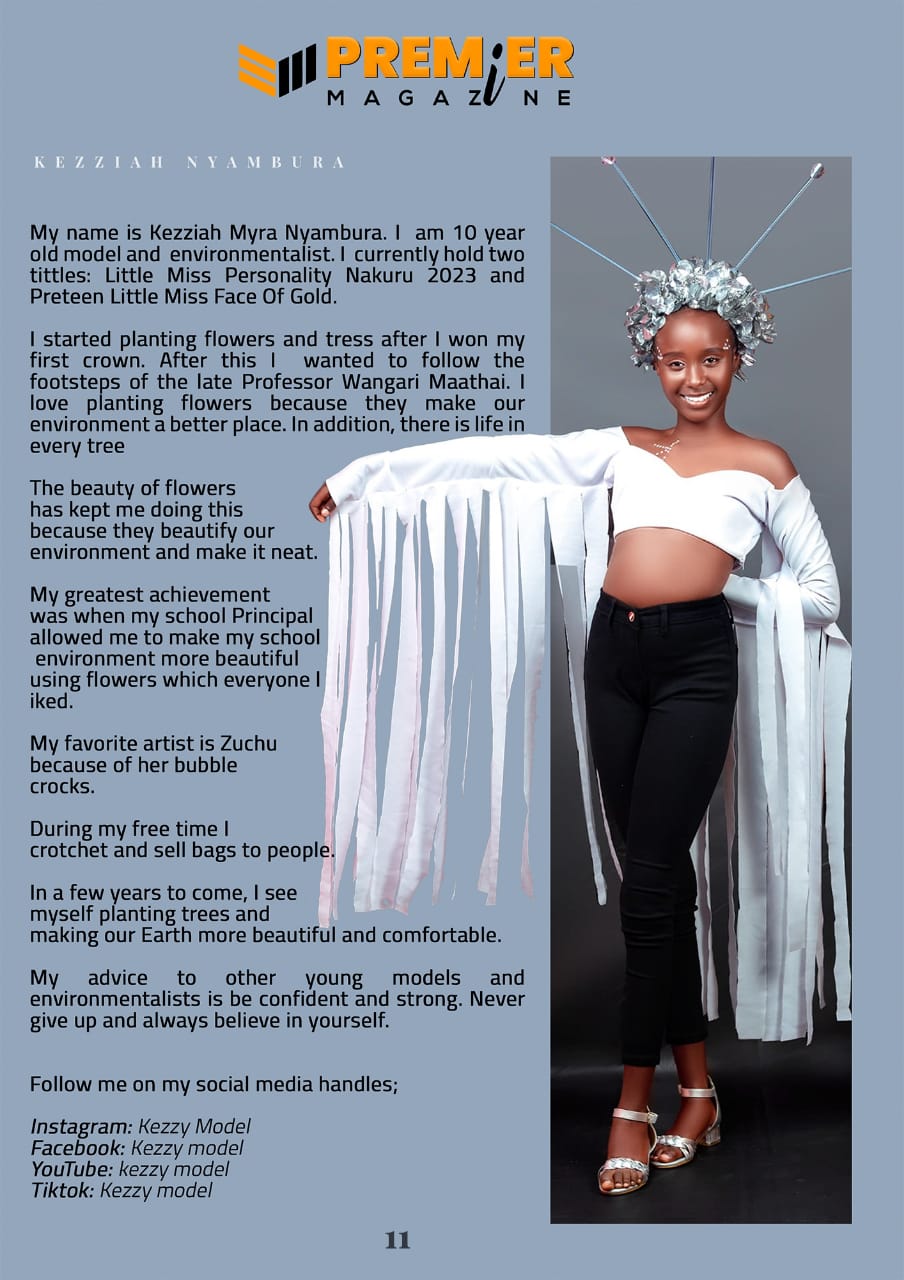 PREMiER
MAGAZiNE
KEZZIAH NYAMBURA
My name is Kezziah Myra Nyambura. I am 10 year
old model and environmentalist. I currently hold two
tittles: Little Miss Personality Nakuru 2023 and
Preteen Little Miss Face Of Gold.
I started planting flowers and tress after I won my
first crown. After this I wanted to follow the
footsteps of the late Professor Wangari Maathai. I
love planting flowers because they make our
environment a better place. In addition, there is life in
every tree
The beauty of flowers
has kept me doing this
because they beautify our
environment and make it neat.
My greatest achievement
was when my school Principal
allowed me to make my school
environment more beautiful
using flowers which everyone l
iked.
My favorite artist is Zuchu
because of her bubble
crocks.
During my free time I
crotchet and sell bags to people.
In a few years to come, I see
myself planting trees and
making our Earth more beautiful and comfortable.
My advice to other young models and
environmentalists is be confident and strong. Never
give up and always believe in yourself.
Follow me on my social media handles;
Instagram: Kezzy Model
Facebook: Kezzy model
YouTube: kezzy model
Tiktok: Kezzy model
11